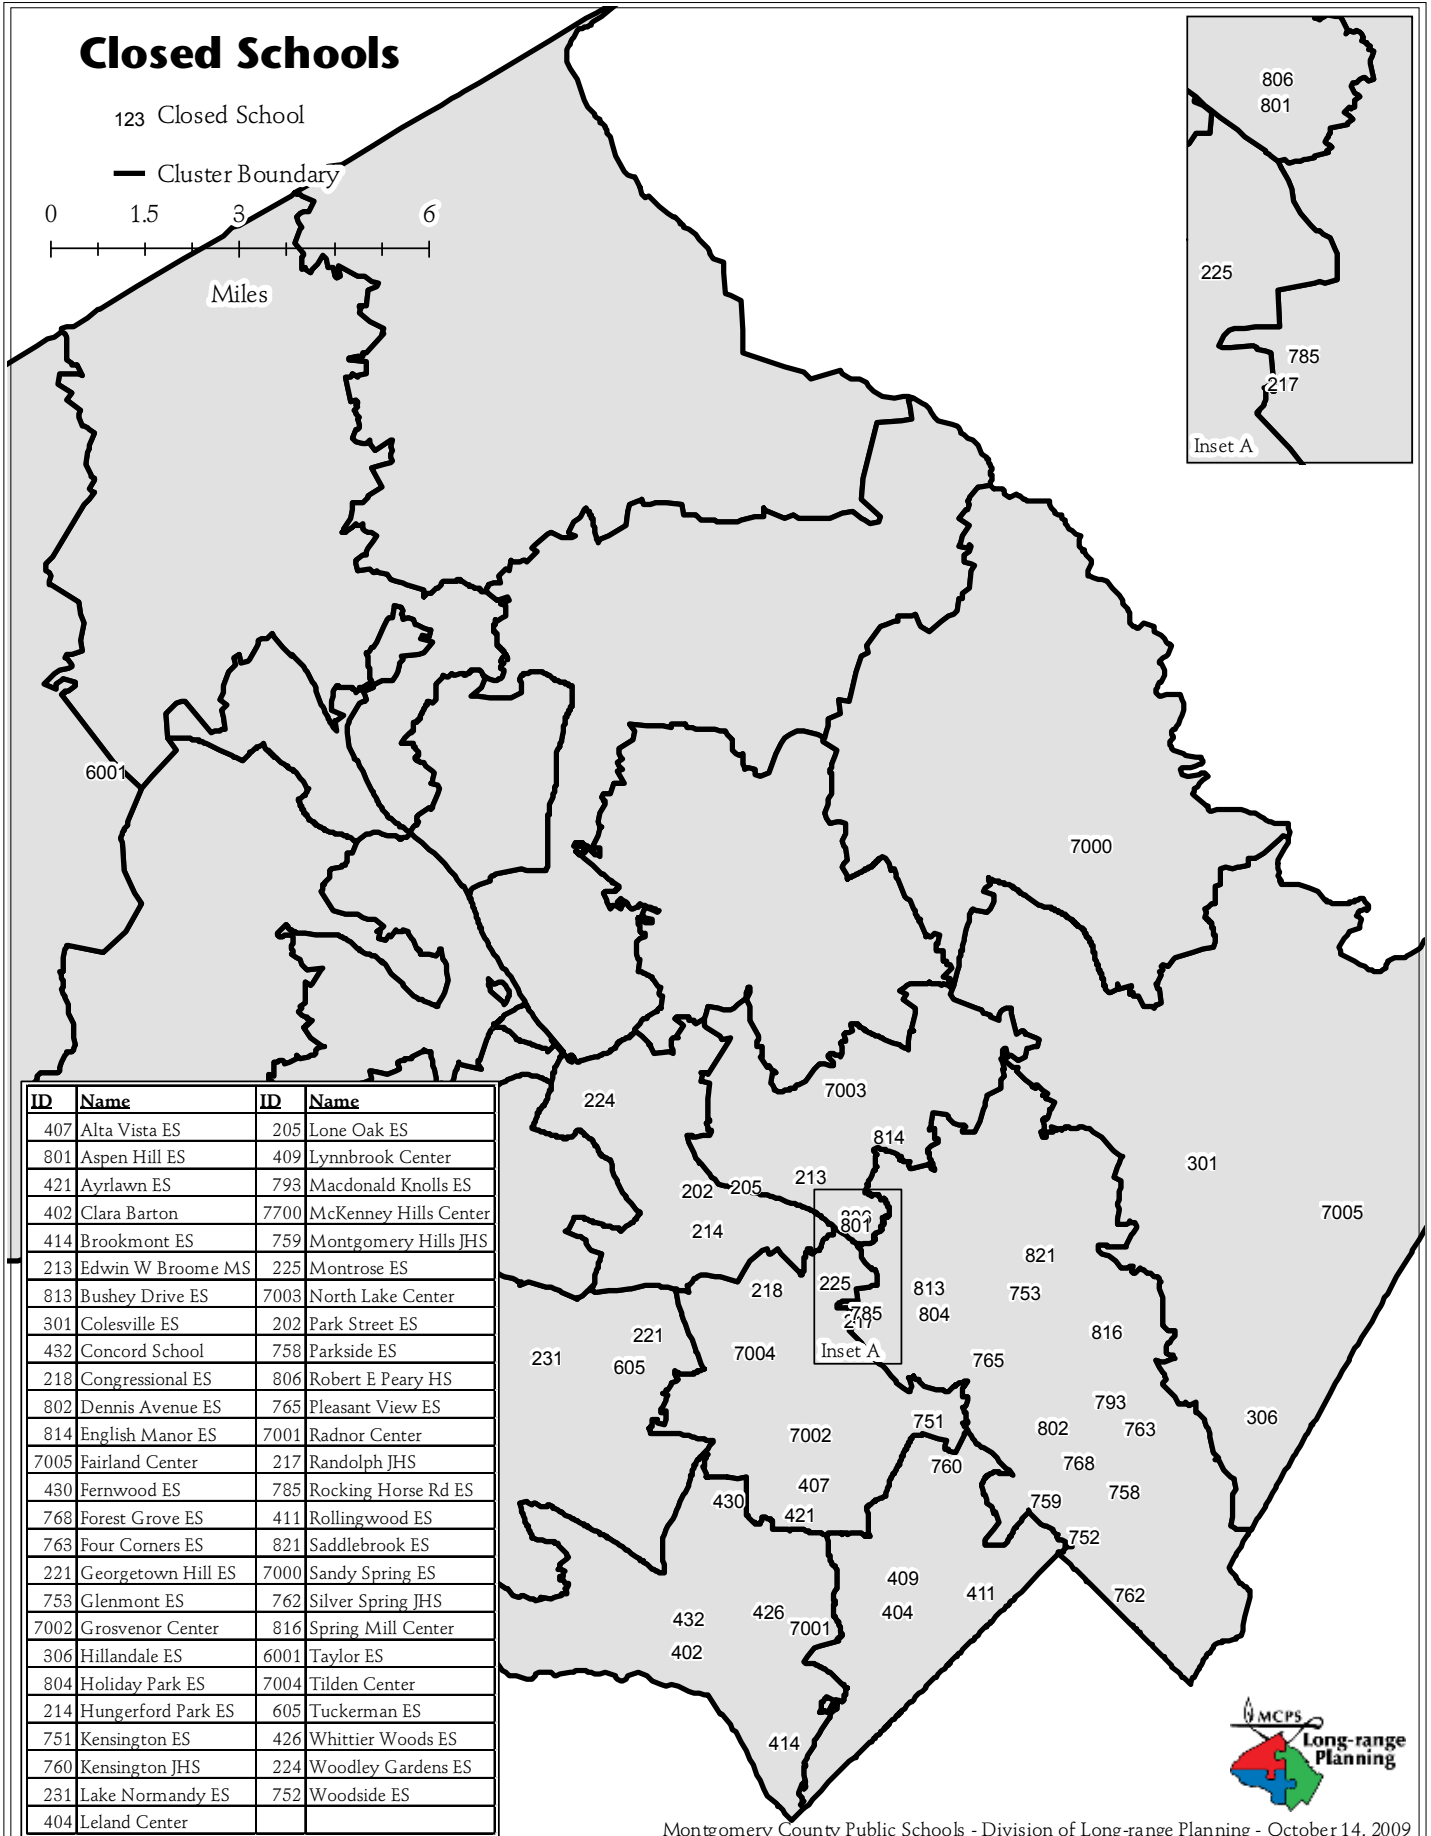 Closed Schools
123 Closed School
Cluster Boundary
0 1.5 3 6
Miles
806
801
225
785
217
Inset A
6001
7000
224
7003
814
301
213
202 205
7005
214
806
801
821
225
218
813
753
785
804
217
816
221
7004
Inset A
231
605
765
793
306
751
802
763
7002
760
768
407
758
430
759
421
752
409
411
762
426
404
432
7001
402
414
ID Name ID Name
407 Alta Vista ES 205 Lone Oak ES
801 Aspen Hill ES 409 Lynnbrook Center
421 Ayrlawn ES 793 Macdonald Knolls ES
402 Clara Barton 7700 McKenney Hills Center
414 Brookmont ES 759 Montgomery Hills JHS
213 Edwin W Broome MS 225 Montrose ES
813 Bushey Drive ES 7003 North Lake Center
301 Colesville ES 202 Park Street ES
432 Concord School 758 Parkside ES
218 Congressional ES 806 Robert E Peary HS
802 Dennis Avenue ES 765 Pleasant View ES
814 English Manor ES 7001 Radnor Center
7005 Fairland Center 217 Randolph JHS
430 Fernwood ES 785 Rocking Horse Rd ES
768 Forest Grove ES 411 Rollingwood ES
763 Four Corners ES 821 Saddlebrook ES
221 Georgetown Hill ES 7000 Sandy Spring ES
753 Glenmont ES 762 Silver Spring JHS
7002 Grosvenor Center 816 Spring Mill Center
306 Hillandale ES 6001 Taylor ES
804 Holiday Park ES 7004 Tilden Center
214 Hungerford Park ES 605 Tuckerman ES
751 Kensington ES 426 Whittier Woods ES
760 Kensington JHS 224 Woodley Gardens ES
231 Lake Normandy ES 752 Woodside ES
404 Leland Center
MCPS
Long-range
Planning
Montgomery County Public Schools - Division of Long-range Planning - October 14, 2009